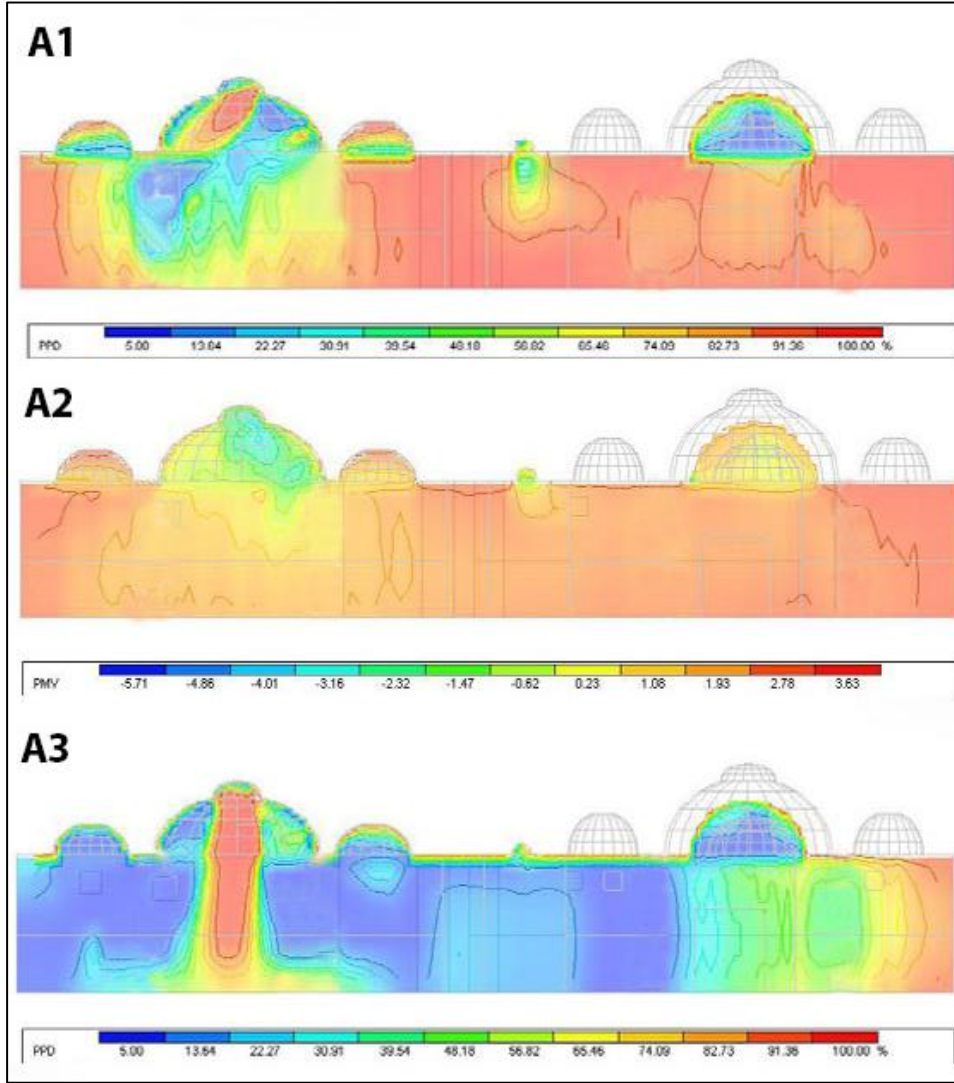 A1
PPD 5.00 13.64 22.27 30.91 39.54 48.18 56.82 65.46 74.09 82.73 91.36 100.00 %
A2
PMV -5.71 -4.86 -4.01 -3.16 -2.32 -1.47 -0.62 0.23 1.08 1.93 2.78 3.63
A3
PPD 5.00 13.64 22.27 30.91 39.54 48.18 56.82 65.46 74.09 82.73 91.36 100.00 %